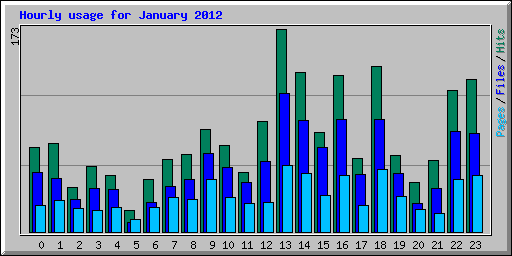 Hourly usage for January 2012
173
Pages / Files / Hits
0 1 2 3 4 5 6 7 8 9 10 11 12 13 14 15 16 17 18 19 20 21 22 23